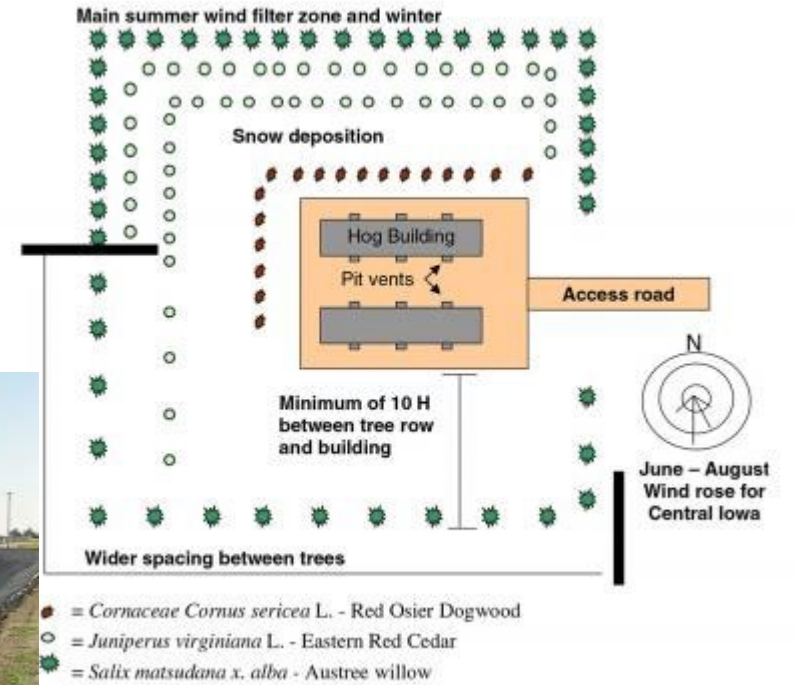 Main summer wind filter zone and winter
Snow deposition
Hog Building
Pit vents
Access road
N
Minimum of 10 H
between tree row
and building
June – August
Wind rose for
Central Iowa
Wider spacing between trees
= Cornaceae Cornus sericea L. - Red Osier Dogwood
= Juniperus virginiana L. - Eastern Red Cedar
= Salix matsudana x. alba - Austree willow